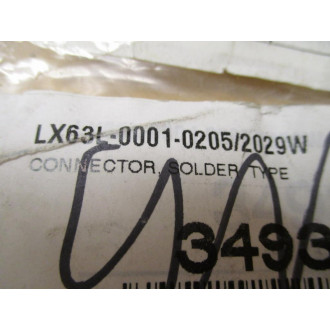 LX63L-0001-0205/2029W
CONNECTOR, SOLDER TYPE
3493